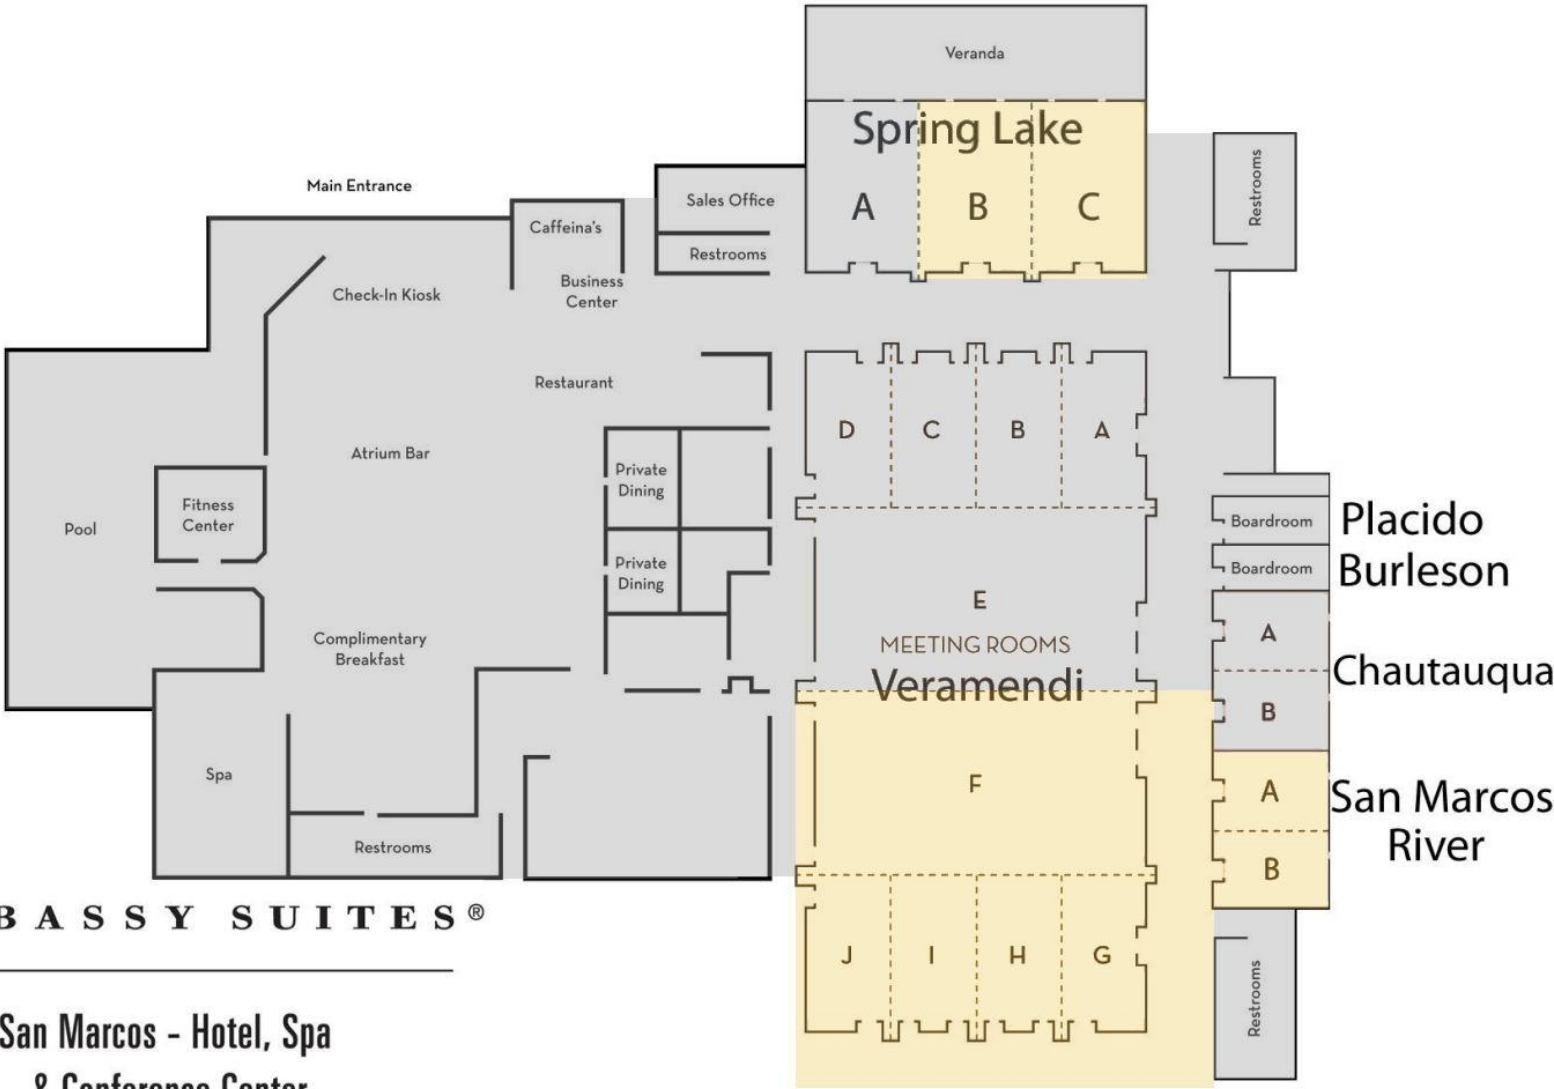 Veranda
Spring Lake
A
B
C
Restrooms
Main Entrance
Sales Office
Restrooms
Caffeina's
Business
Center
Check-In Kiosk
Restaurant
Atrium Bar
D
C
B
A
Private
Dining
Fitness
Center
Pool
Private
Dining
Boardroom
Placido
Boardroom
Burleson
E
MEETING ROOMS
Veramendi
A
Chautauqua
B
Complimentary
Breakfast
Spa
F
A
San Marcos
River
B
Restrooms
BASSY SUITES®
J
I
H
G
Restrooms
San Marcos - Hotel, Spa
& Conference Center